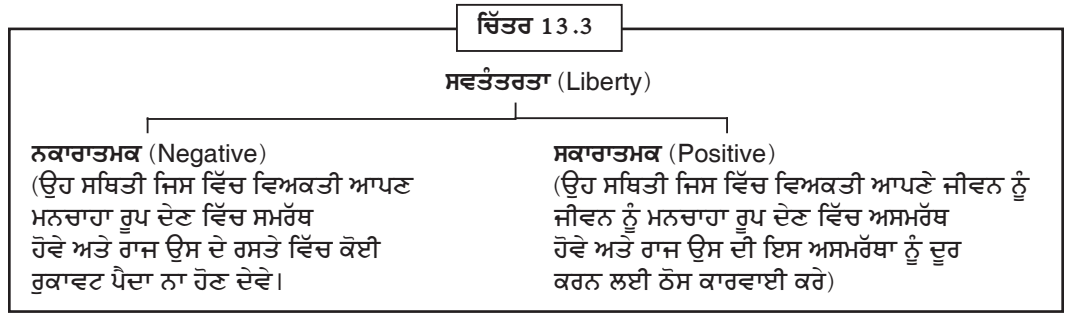 ਚਿੱਤਰ 13.3
ਸਵਤੰਤਰਤਾ (Liberty)
ਨਕਾਰਾਤਮਕ (Negative)
(ਉਹ ਸਥਿਤੀ ਜਿਸ ਵਿੱਚ ਵਿਅਕਤੀ ਆਪਣ
ਮਨਚਾਹਾ ਰੂਪ ਦੇਣ ਵਿੱਚ ਸਮਰੱਥ
ਹੋਵੇ ਅਤੇ ਰਾਜ ਉਸ ਦੇ ਰਸਤੇ ਵਿੱਚ ਕੋਈ
ਰੁਕਾਵਟ ਪੈਦਾ ਨਾ ਹੋਣ ਦੇਵੇ।
ਸਕਾਰਾਤਮਕ (Positive)
(ਉਹ ਸਥਿਤੀ ਜਿਸ ਵਿੱਚ ਵਿਅਕਤੀ ਆਪਣੇ ਜੀਵਨ ਨੂੰ
ਜੀਵਨ ਨੂੰ ਮਨਚਾਹਾ ਰੂਪ ਦੇਣ ਵਿੱਚ ਅਸਮਰੱਥ
ਹੋਵੇ ਅਤੇ ਰਾਜ ਉਸ ਦੀ ਇਸ ਅਸਮਰੱਥਾ ਨੂੰ ਦੂਰ
ਕਰਨ ਲਈ ਠੋਸ ਕਾਰਵਾਈ ਕਰੇ)